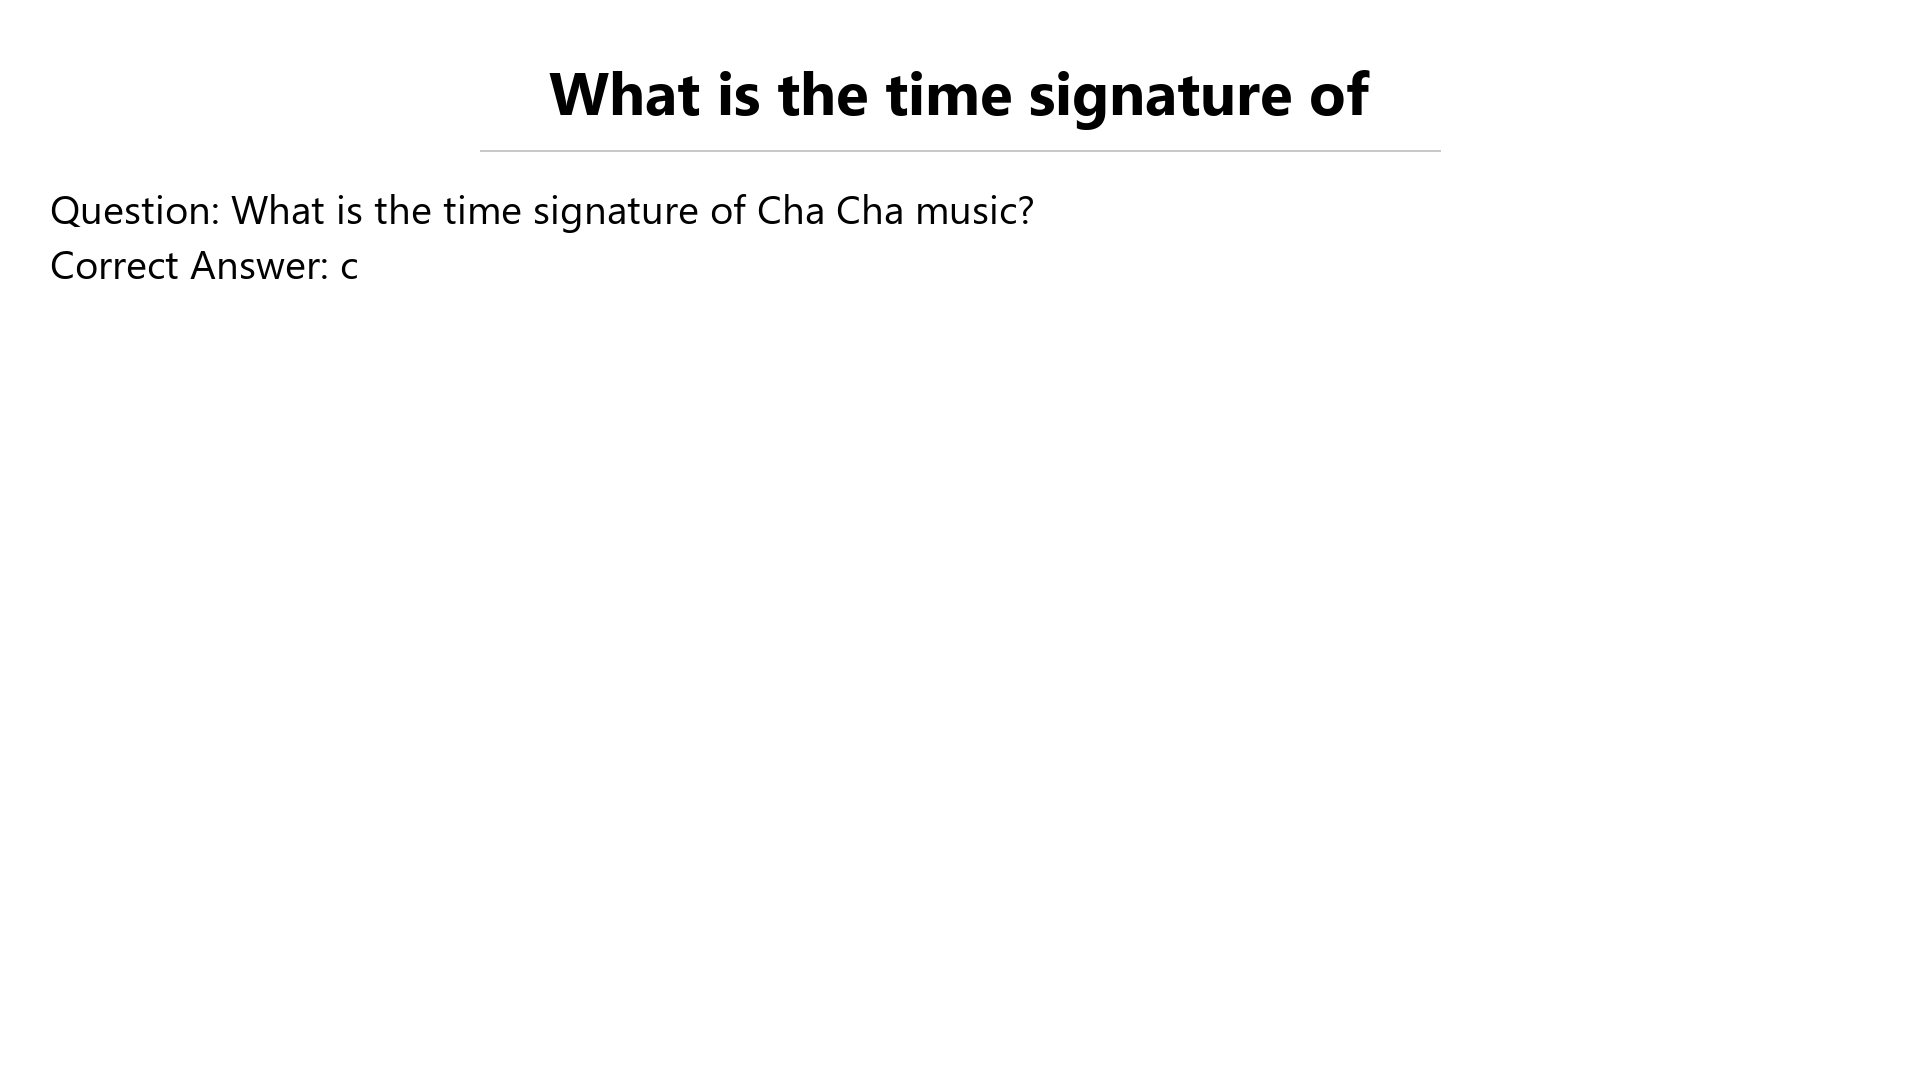 What is the time signature of
Question: What is the time signature of Cha Cha music?
Correct Answer: c